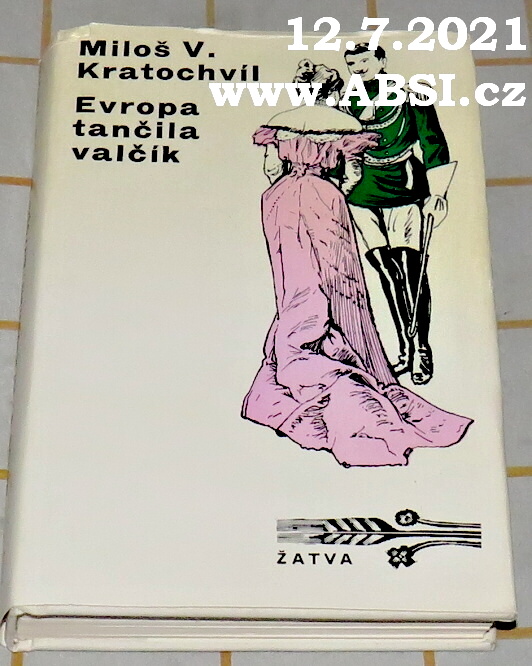 12.7.2021
www.ABSI.cz
Miloš V.
Kratochvíl
Evropa
tančila
valčík
ŽATVA